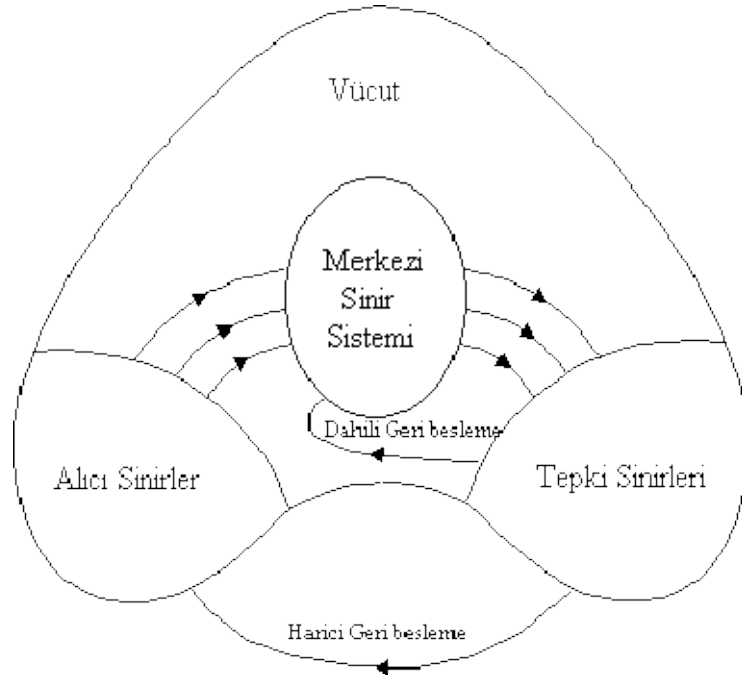 Vücut
Merkezi
Sinir
Sistemi
Dahili Geri besleme
Alıcı Sinirler
Tepki Sinirleri
Harici Geri besleme